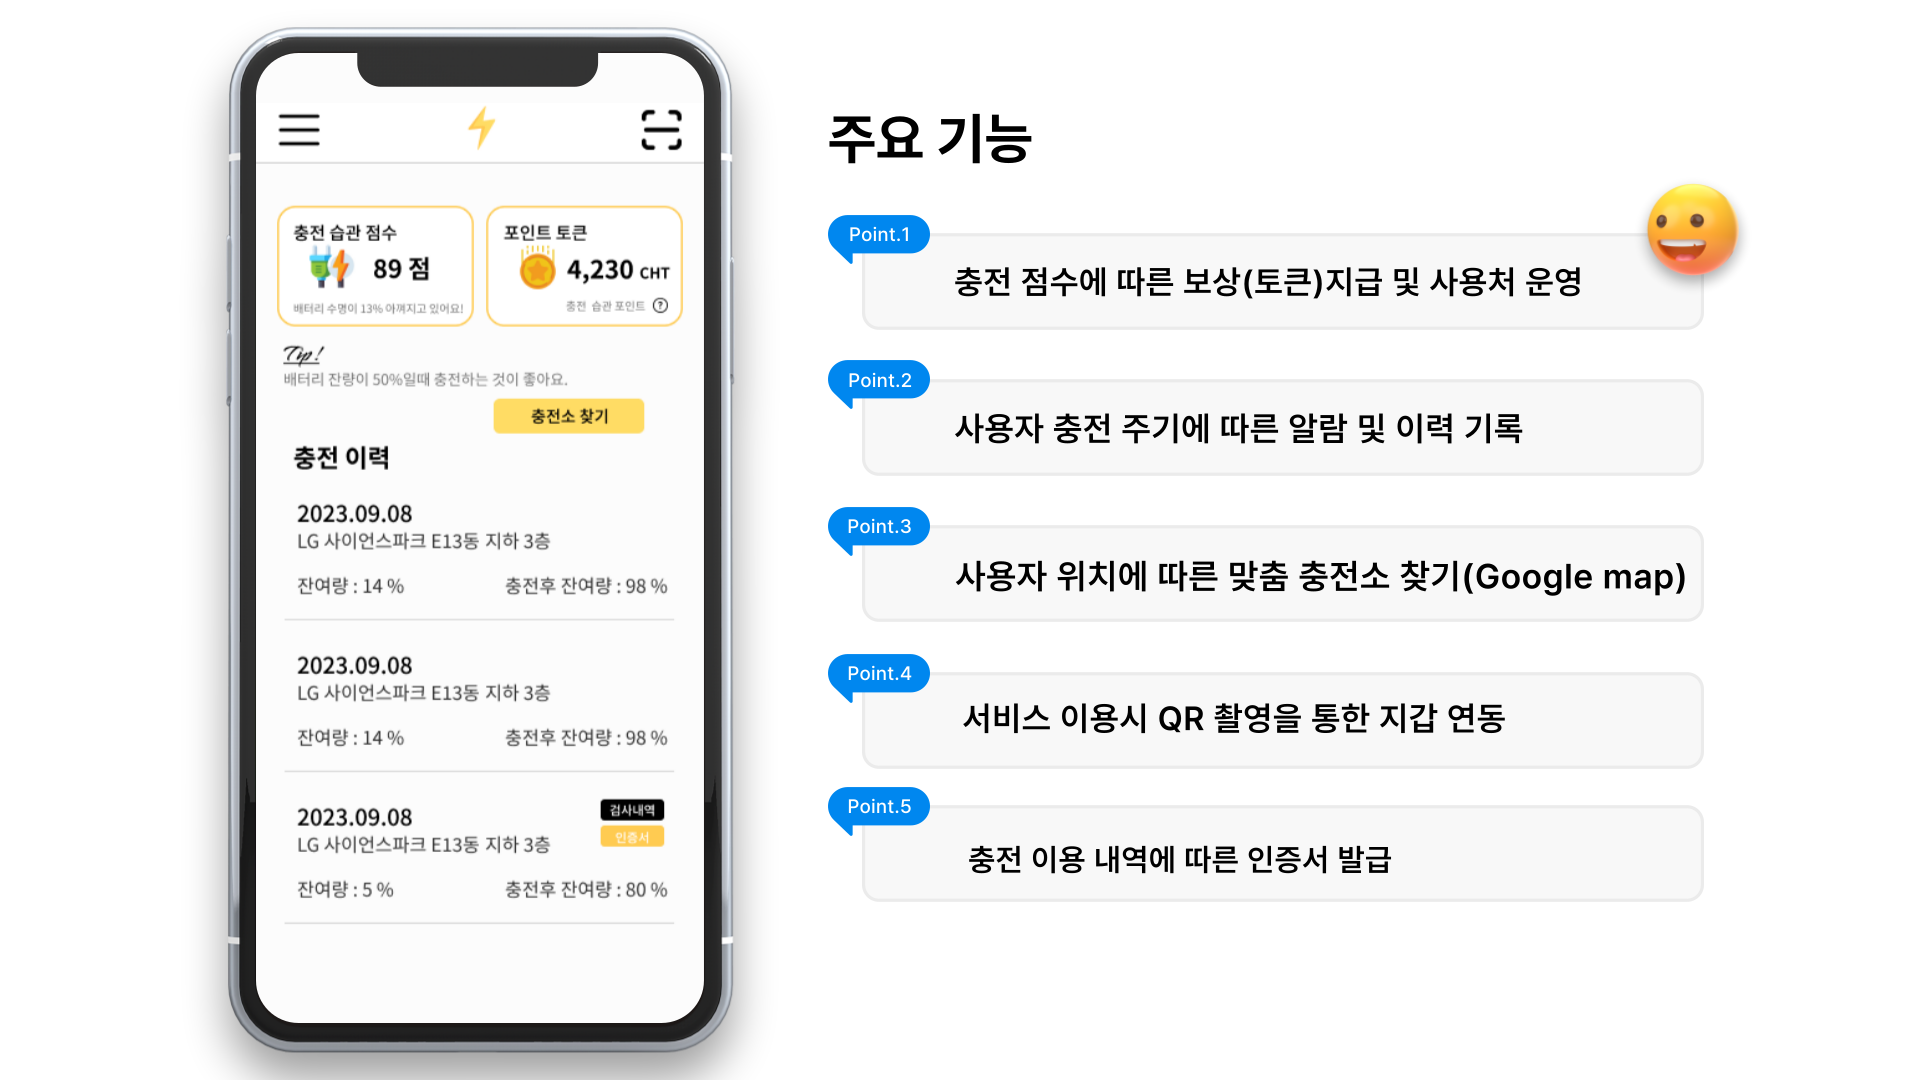 충전 습관 점수
89 점
배터리 수명이 13% 아껴지고 있어요!
포인트 토큰
4,230 CHT
충전 습관 포인트 ?
Tip!
배터리 잔량이 50%일때 충전하는 것이 좋아요.
충전소 찾기
충전 이력
2023.09.08
LG 사이언스파크 E13동 지하 3층
잔여량 : 14 % 충전후 잔여량 : 98 %
2023.09.08
LG 사이언스파크 E13동 지하 3층
잔여량 : 14 % 충전후 잔여량 : 98 %
2023.09.08
검사내역
인증서
LG 사이언스파크 E13동 지하 3층
잔여량 : 5 % 충전후 잔여량 : 80 %
주요 기능
Point.1
충전 점수에 따른 보상(토큰)지급 및 사용처 운영
Point.2
사용자 충전 주기에 따른 알람 및 이력 기록
Point.3
사용자 위치에 따른 맞춤 충전소 찾기(Google map)
Point.4
서비스 이용시 QR 촬영을 통한 지갑 연동
Point.5
충전 이용 내역에 따른 인증서 발급